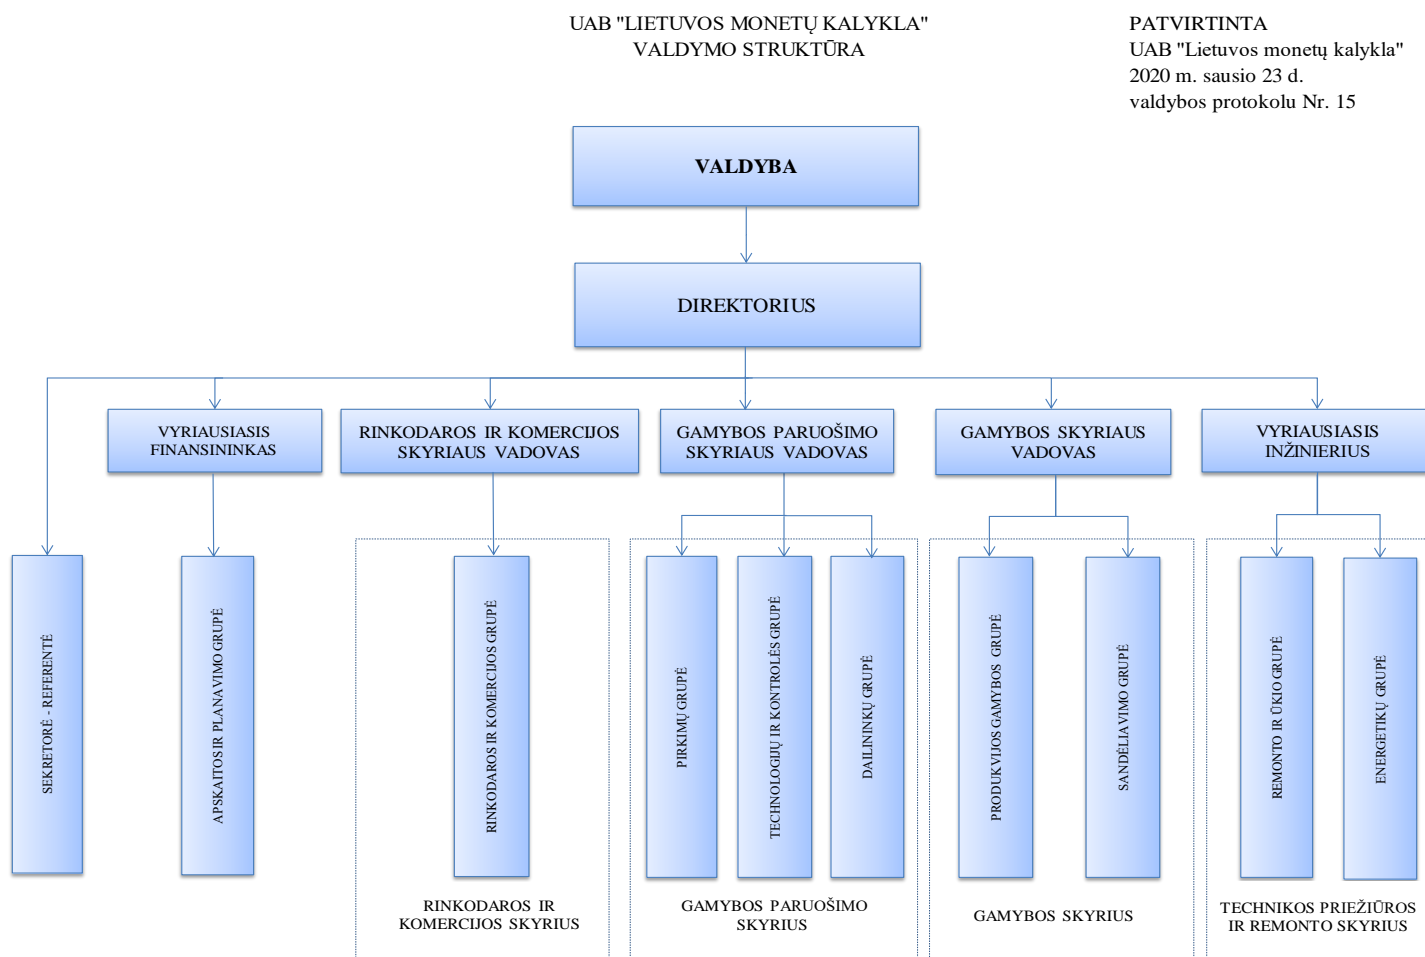 UAB "LIETUVOS MONETŲ KALYKLA"
VALDYMO STRUKTŪRA
PATVIRTINTA
UAB "Lietuvos monetų kalykla"
2020 m. sausio 23 d.
valdybos protokolu Nr. 15
VALDYBA
DIREKTORIUS
VYRIAUSIASIS
FINANSININKAS
RINKODAROS IR KOMERCIJOS
SKYRIAUS VADOVAS
GAMYBOS PARUOŠIMO
SKYRIAUS VADOVAS
GAMYBOS SKYRIAUS
VADOVAS
VYRIAUSIASIS
INŽINIERIUS
SEKRETORĖ - REFERENTĖ
APSKAITOS IR PLANAVIMO GRUPĖ
RINKODAROS IR KOMERCIJOS GRUPĖ
PIRKIMŲ GRUPĖ
TECHNOLOGIJŲ IR KONTROLĖS GRUPĖ
DAILININKŲ GRUPĖ
PRODUKVIJOS GAMYBOS GRUPĖ
SANDĖLIAVIMO GRUPĖ
REMONTO IR ŪKIO GRUPĖ
ENERGETIKŲ GRUPĖ
RINKODAROS IR
KOMERCIJOS SKYRIUS
GAMYBOS PARUOŠIMO
SKYRIUS
GAMYBOS SKYRIUS
TECHNIKOS PRIEŽIŪROS
IR REMONTO SKYRIUS